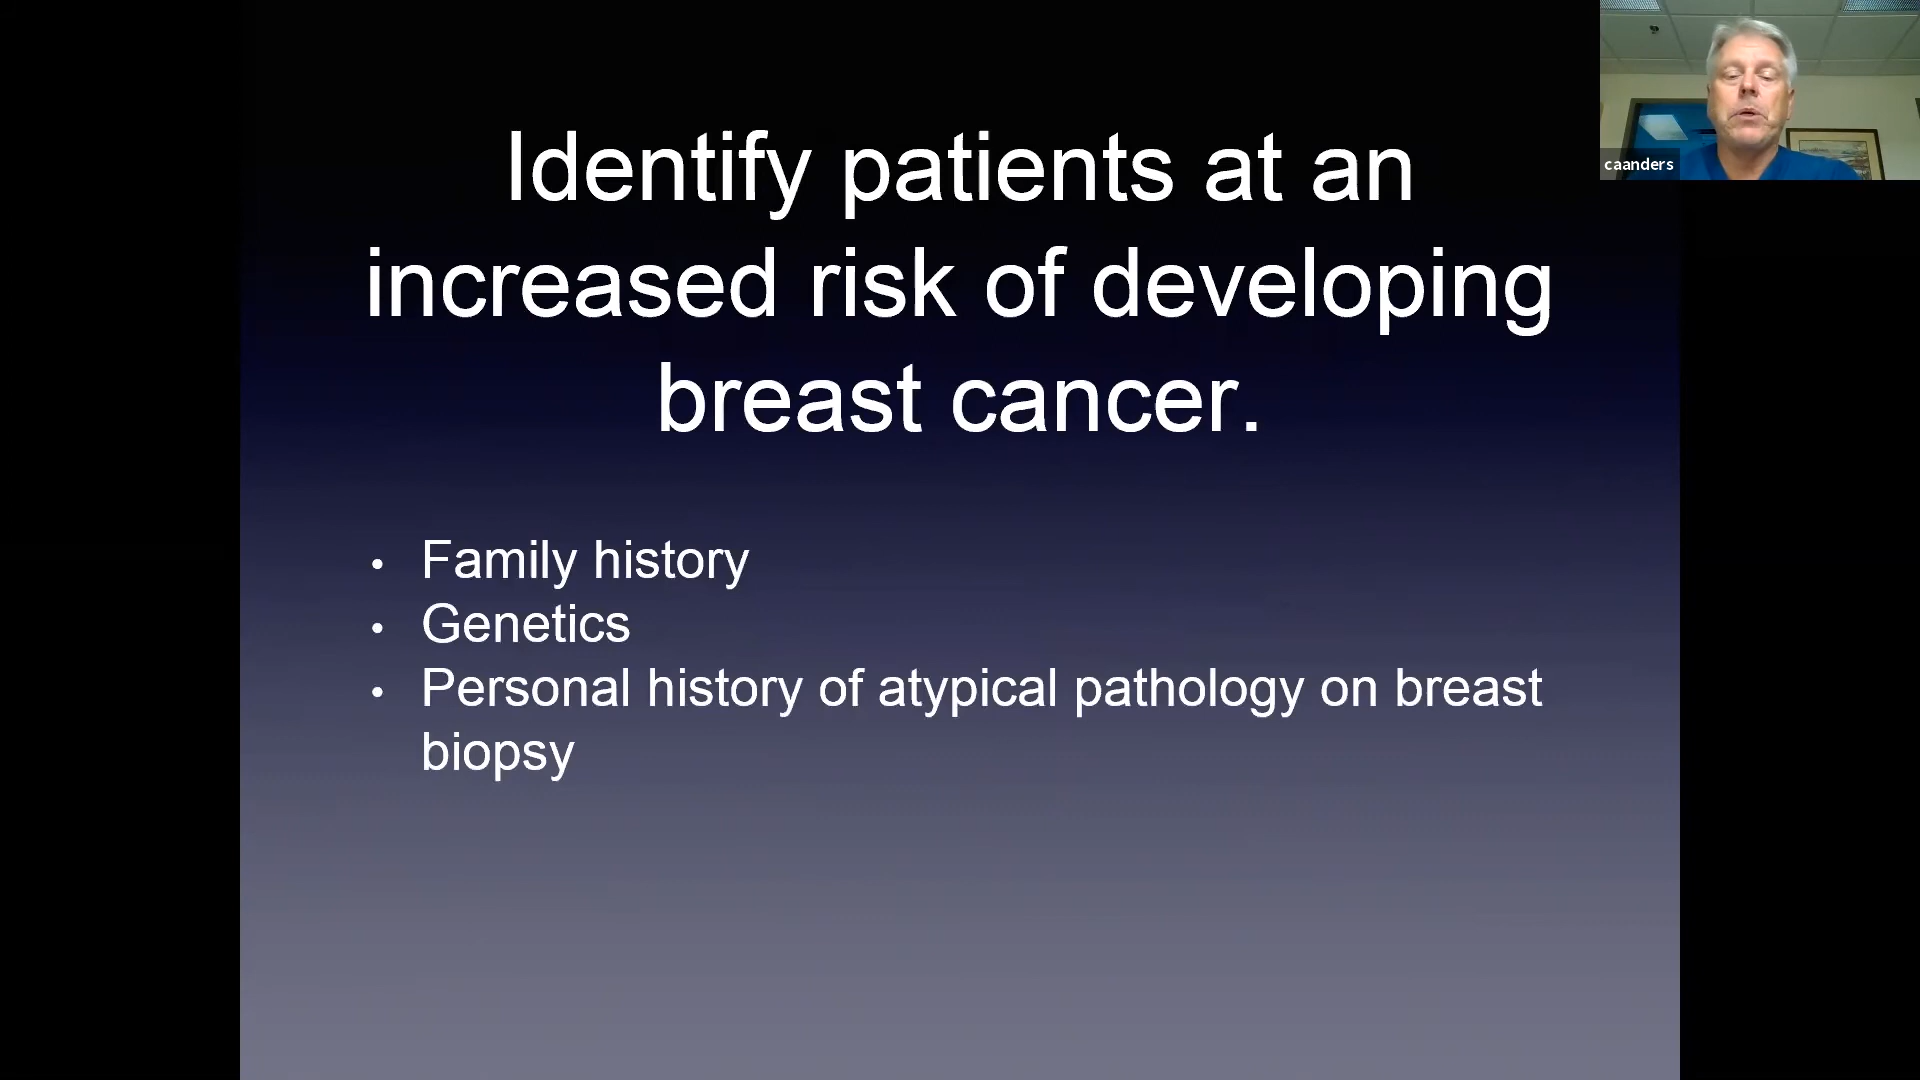 Identify patients at an
increased risk of developing
breast cancer.
• Family history
• Genetics
• Personal history of atypical pathology on breast
biopsy
caanders